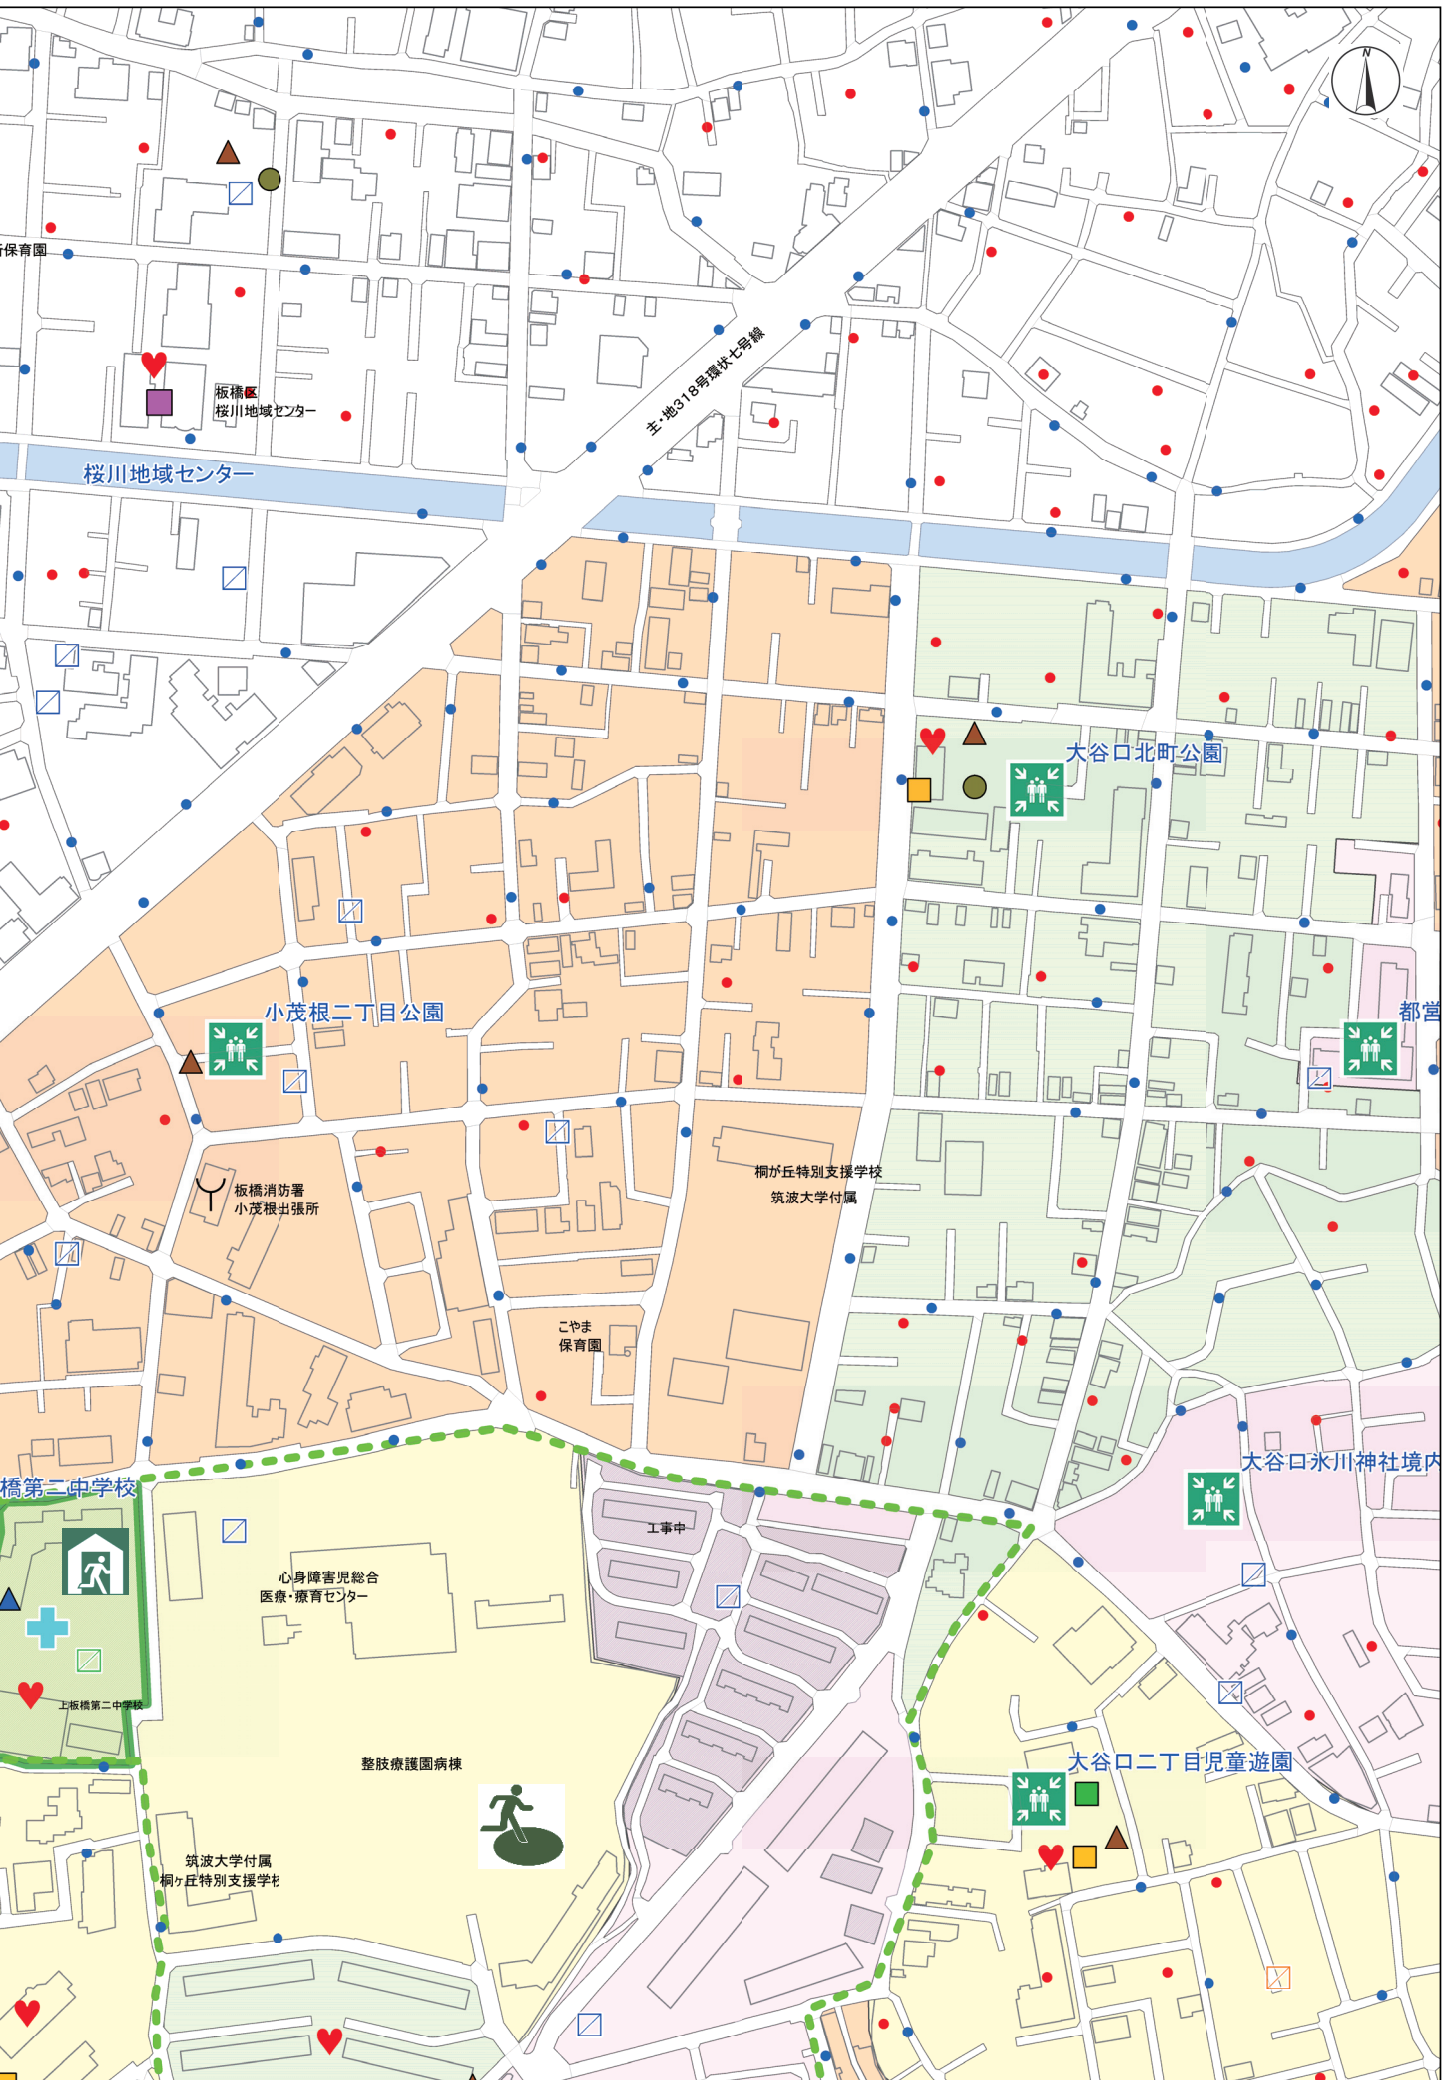 N
所保育園
主・地318号環状七号線
板橋区
桜川地域センター
桜川地域センター
大谷口北町公園
小茂根二丁目公園
都営
桐が丘特別支援学校
筑波大学付属
板橋消防署
小茂根出張所
こやま
保育園
橋第二中学校
大谷口氷川神社境内
工事中
心身障害児総合
医療・療育センター
上板橋第二中学校
整肢療護園病棟
大谷口二丁目児童遊園
筑波大学付属
桐ヶ丘特別支援学校